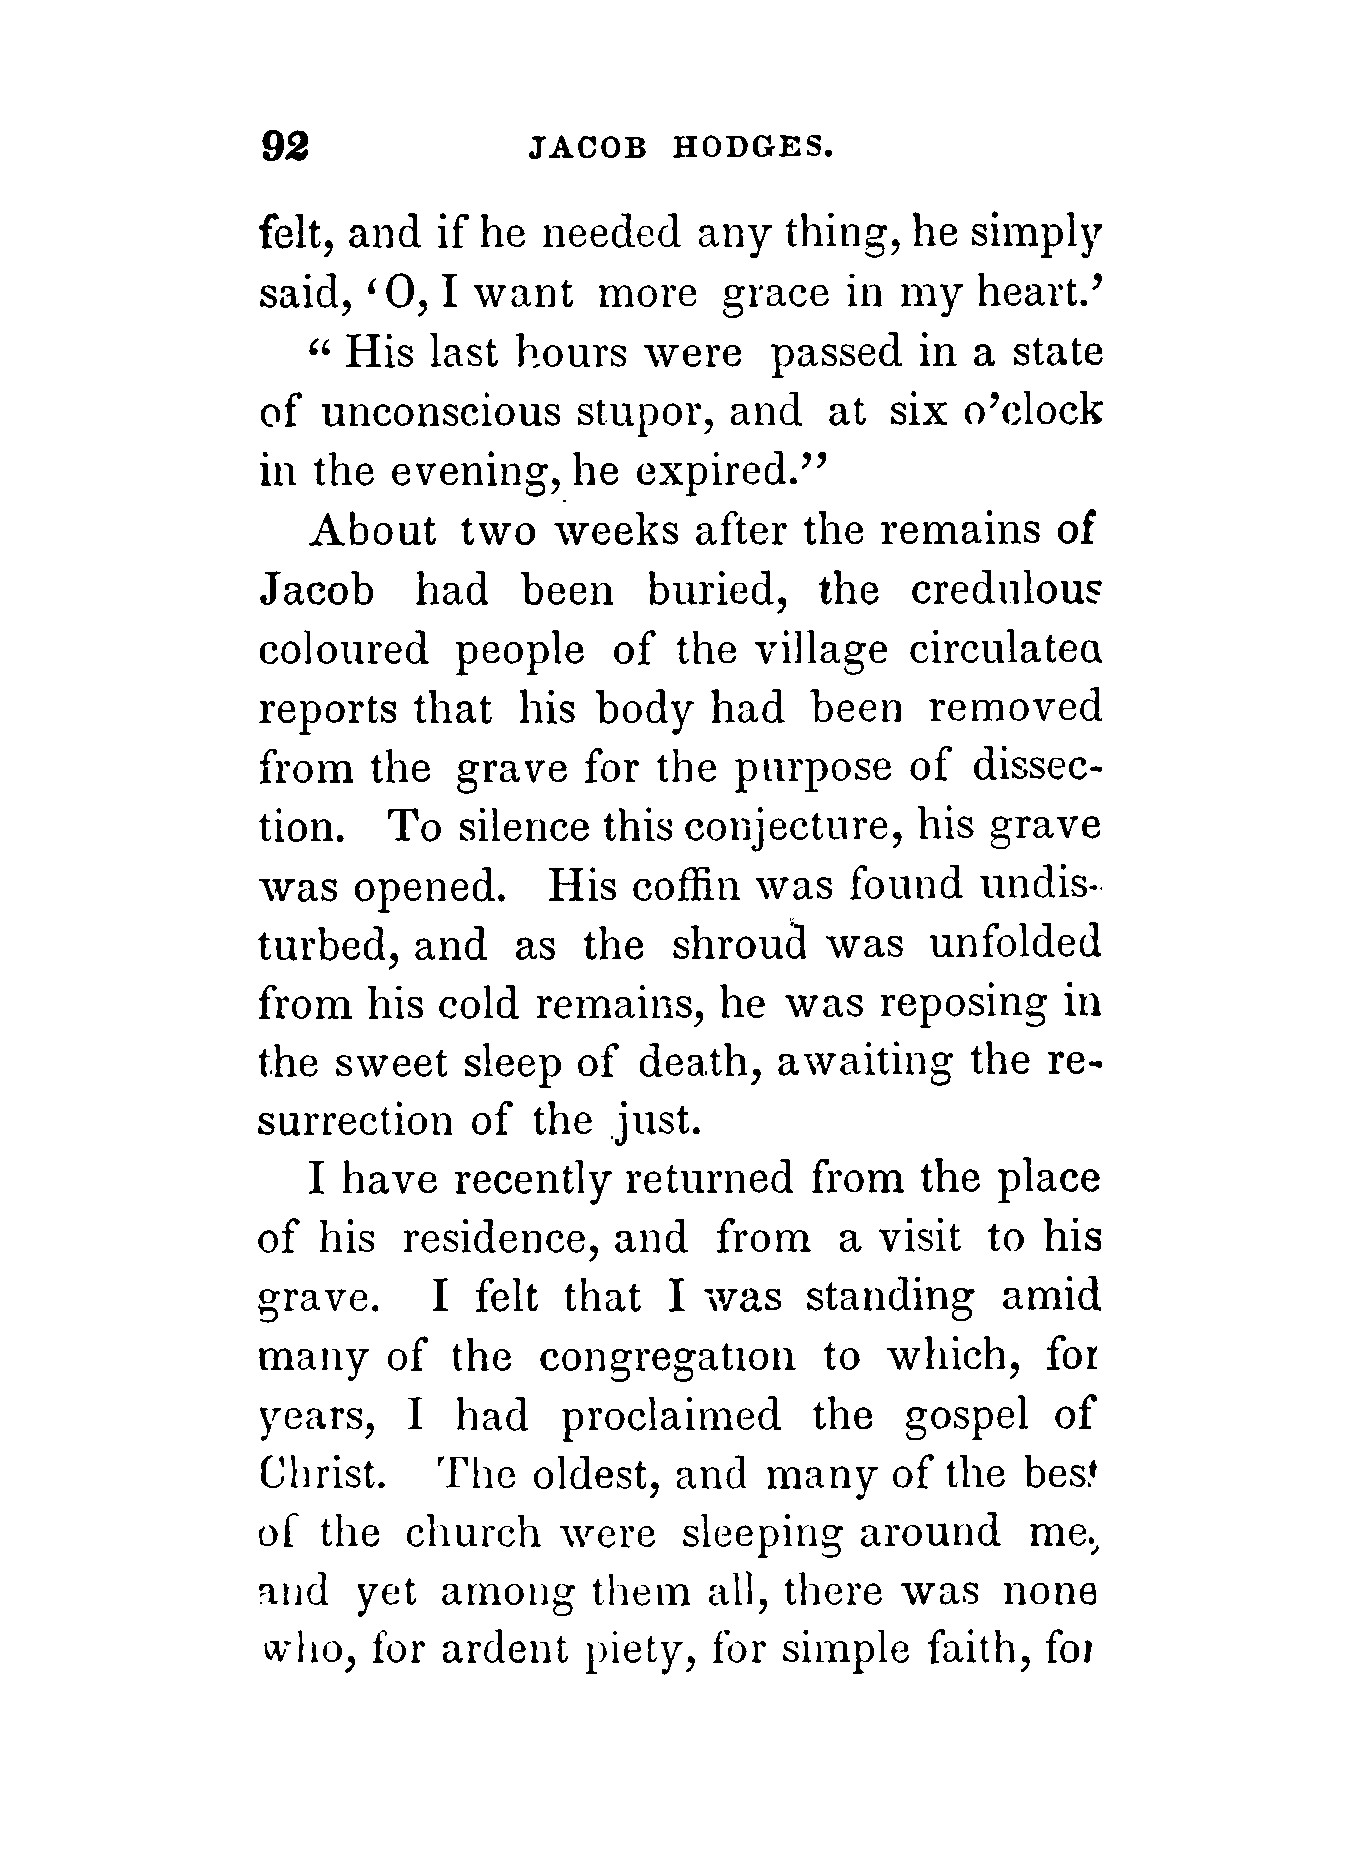 92 JACOB HODGES.
felt, and if he needed any thing, he simply
said, ‘O, I want more grace in my heart.’
“ His last hours were passed in a state
of unconscious stupor, and at six o’clock
in the evening, he expired.”
About two weeks after the remains of
Jacob had been buried, the credulous
coloured people of the village circulated
reports that his body had been removed
from the grave for the purpose of dissec-
tion. To silence this conjecture, his grave
was opened. His coffin was found undis-
turbed, and as the shroud was unfolded
from his cold remains, he was reposing in
the sweet sleep of death, awaiting the re-
surrection of the just.
I have recently returned from the place
of his residence, and from a visit to his
grave. I felt that I was standing amid
many of the congregation to which, for
years, I had proclaimed the gospel of
Christ. The oldest, and many of the best
of the church were sleeping around me,
and yet among them all, there was none
who, for ardent piety, for simple faith, for